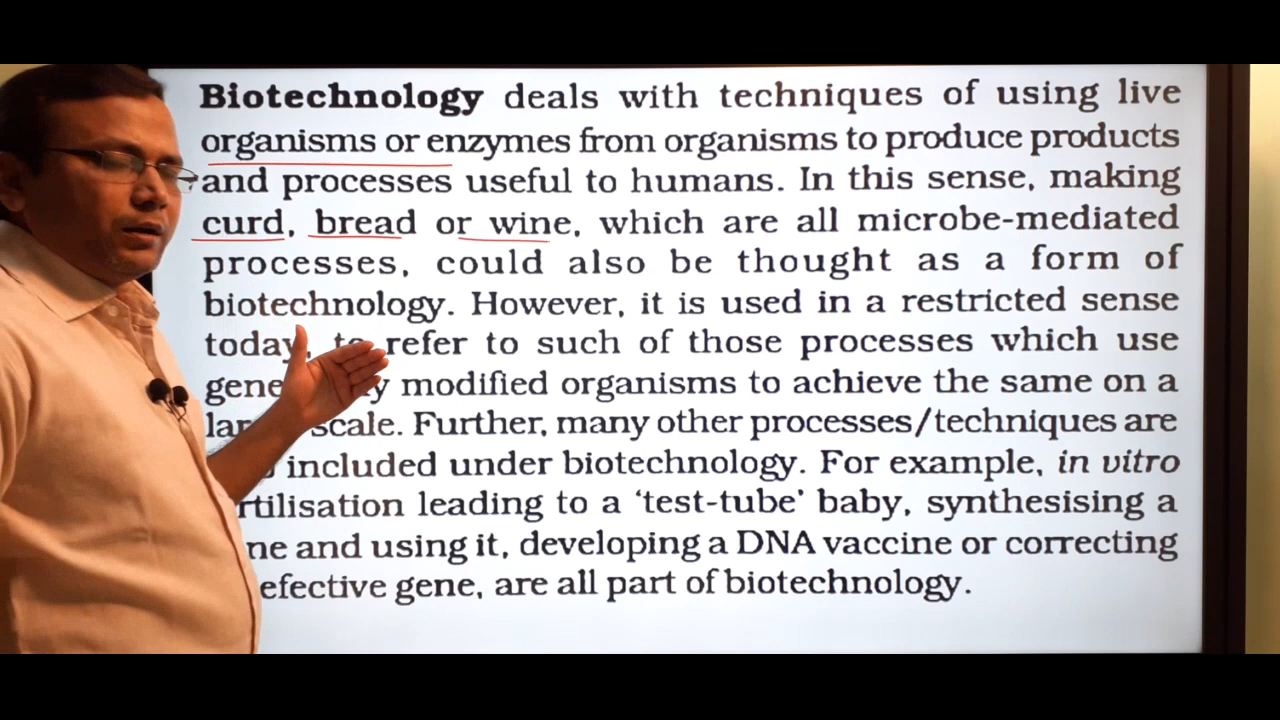 Biotechnology deals with techniques of using live
organisms or enzymes from organisms to produce products
and processes useful to humans. In this sense, making
curd, bread or wine, which are all microbe-mediated
processes, could also be thought as a form of
biotechnology. However, it is used in a restricted sense
today, to refer to such of those processes which use
modified organisms to achieve the same on a
scale. Further, many other processes/techniques are
included under biotechnology. For example, in vitro
leading to a ‘test-tube’ baby, synthesising a
and using it, developing a DNA vaccine or correcting
gene, are all part of biotechnology.